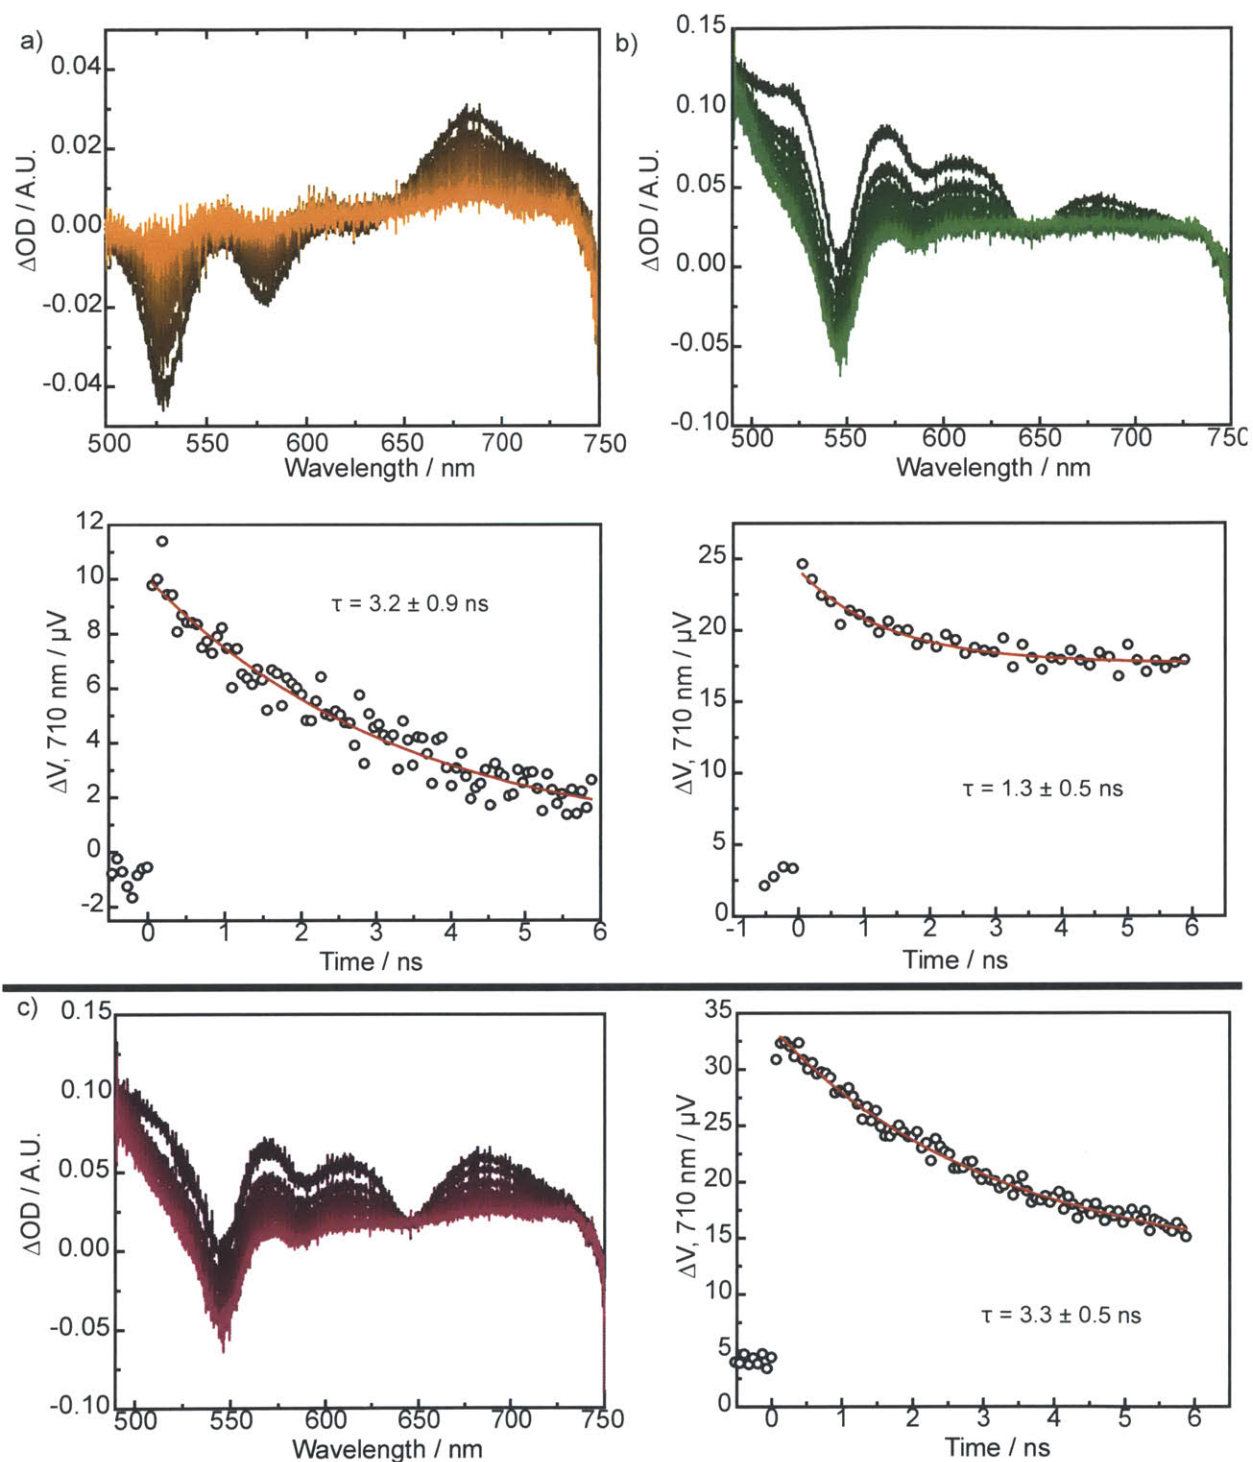 a)
0.04
0.02
0.00
-0.02
-0.04
ΔOD / A.U.
500 550 600 650 700 750
Wavelength / nm
b)
0.15
0.10
0.05
0.00
-0.05
-0.10
ΔOD / A.U.
500 550 600 650 700 750
Wavelength / nm
12
10
8
6
4
2
0
-2
ΔV, 710 nm / µV
τ = 3.2 ± 0.9 ns
0 1 2 3 4 5 6
Time / ns
25
20
15
10
5
0
ΔV, 710 nm / µV
τ = 1.3 ± 0.5 ns
-1 0 1 2 3 4 5 6
Time / ns
c)
0.15
0.10
0.05
0.00
-0.05
-0.10
ΔOD / A.U.
500 550 600 650 700 750
Wavelength / nm
35
30
25
20
15
10
5
0
ΔV, 710 nm / µV
τ = 3.3 ± 0.5 ns
0 1 2 3 4 5 6
Time / ns